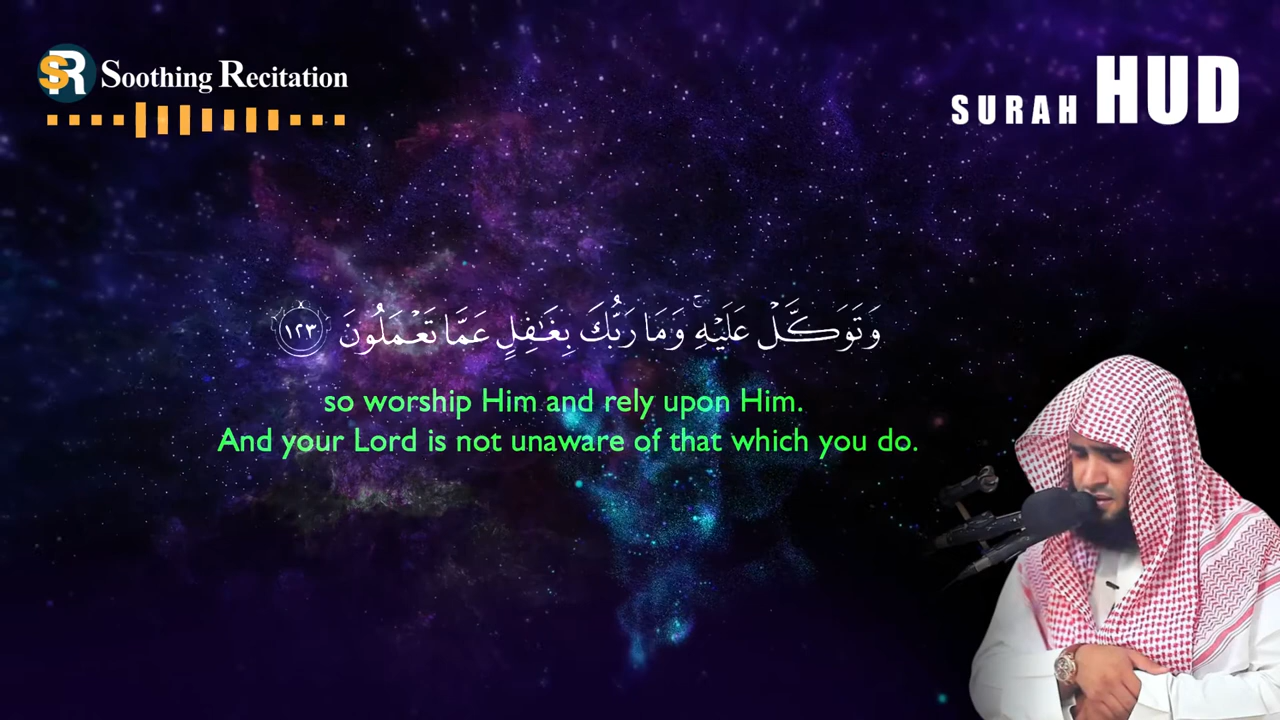 SR Soothing Recitation
SURAH HUD
وَتَوَكَّلْ عَلَيْهِ ۚ وَمَا رَبُّكَ بِغَٰفِلٍ عَمَّا تَعْمَلُونَ ١٢٣
so worship Him and rely upon Him.
And your Lord is not unaware of that which you do.